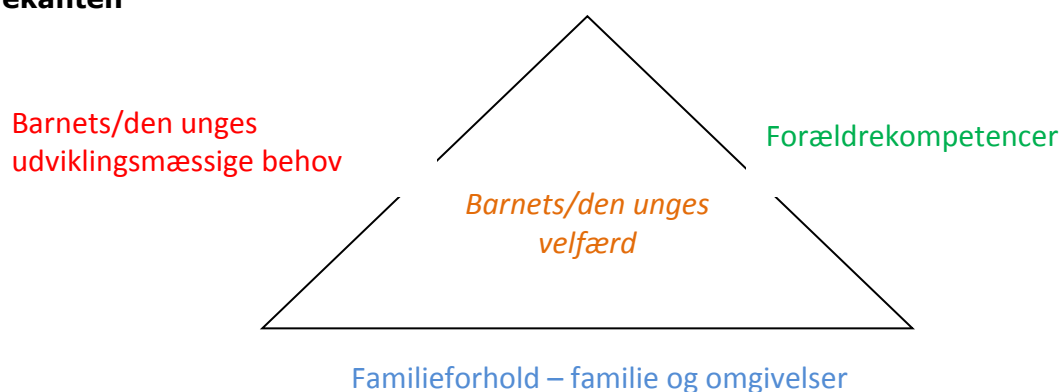 Barnets/den unges
udviklingsmæssige behov
Forældrekompetencer
Barnets/den unges
velfærd
Familieforhold – familie og omgivelser